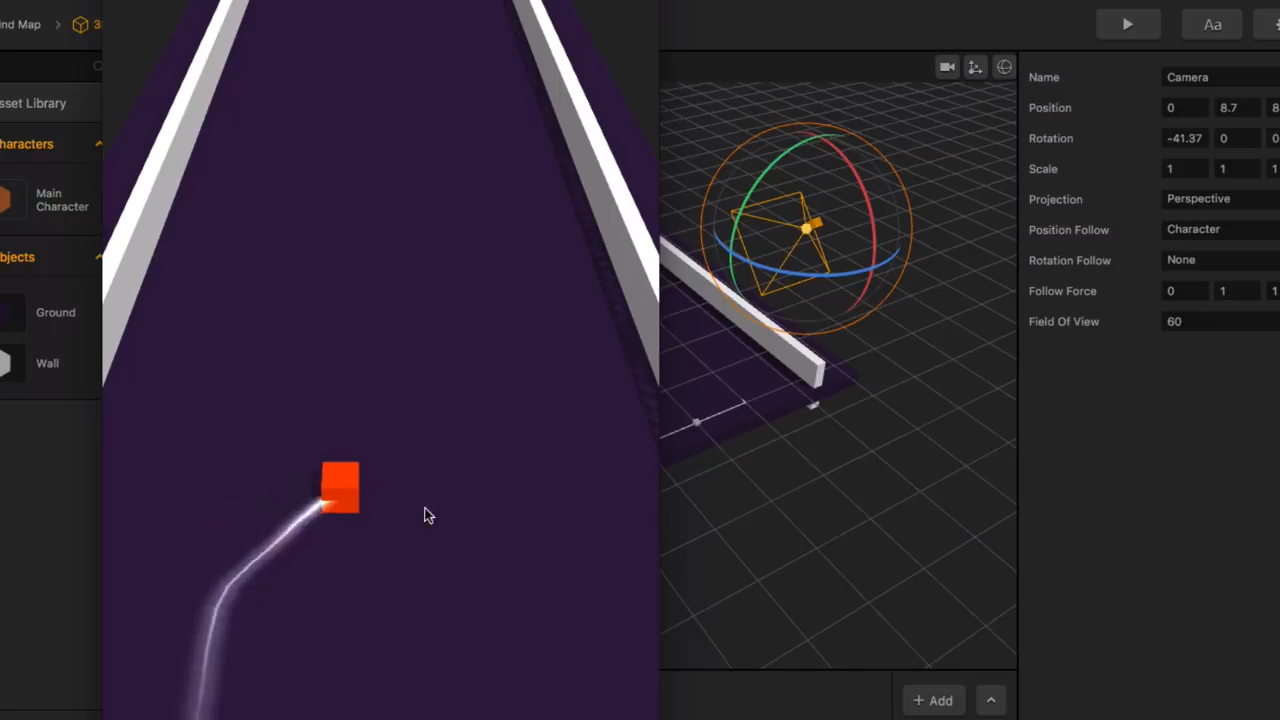 ind Map > 3
Aa
sset Library
haracters
Main
Character
bjects
Ground
Wall
Name Camera
Position 0 8.7 8
Rotation -41.37 0 0
Scale 1 1 1
Projection Perspective
Position Follow Character
Rotation Follow None
Follow Force 0 1 1
Field Of View 60
+ Add